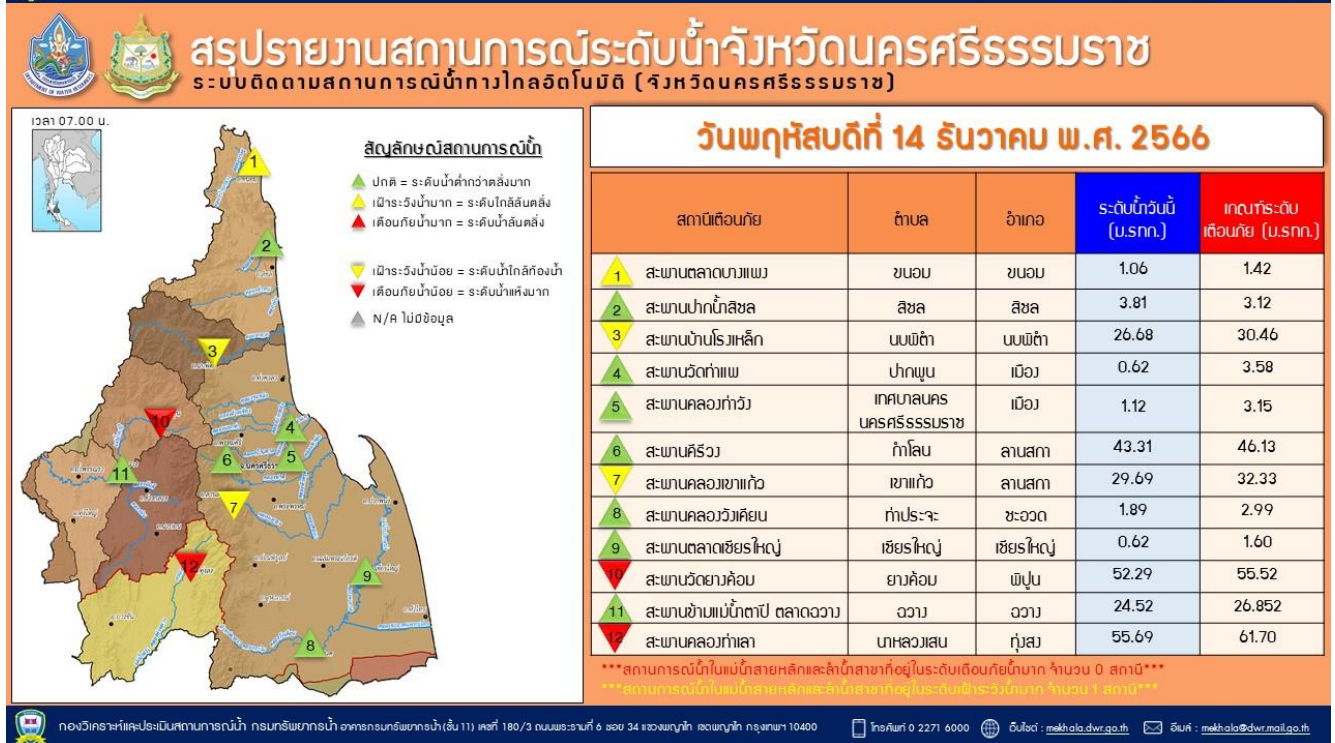 สรุปรายงานสถานการณ์ระดับน้ำจังหวัดนครศรีธรรมราช
ระบบติดตามสถานการณ์น้ำทางไกลอัตโนมัติ (จังหวัดนครศรีธรรมราช)
เวลา 07.00 น.
สัญลักษณ์สถานการณ์น้ำ
ปกติ = ระดับน้ำต่ำกว่าตลิ่งมาก
เฝ้าระวังน้ำมาก = ระดับใกล้ล้นตลิ่ง
เตือนภัยน้ำมาก = ระดับน้ำล้นตลิ่ง
เฝ้าระวังน้ำน้อย = ระดับน้ำใกล้ท้องน้ำ
เตือนภัยน้ำน้อย = ระดับน้ำแห้งมาก
N/A ไม่มีข้อมูล
1
2
3
10
4
11
6
5
7
12
9
8
วันพฤหัสบดีที่ 14 ธันวาคม พ.ศ. 2566
สถานีเตือนภัย ตำบล อำเภอ ระดับน้ำวันนี้ (ม.รทก.) เกณฑ์ระดับเตือนภัย (ม.รทก.)
1 สะพานตลาดบางแพง ขนอม ขนอม 1.06 1.42
2 สะพานปากน้ำสิชล สิชล สิชล 3.81 3.12
3 สะพานบ้านโรงเหล็ก นบพิตำ นบพิตำ 26.68 30.46
4 สะพานวัดท่าแพ ปากพูน เมือง 0.62 3.58
5 สะพานคลองท่าวัง เทศบาลนครนครศรีธรรมราช เมือง 1.12 3.15
6 สะพานคีรีวง กำโลน ลานสกา 43.31 46.13
7 สะพานคลองเขาแก้ว เขาแก้ว ลานสกา 29.69 32.33
8 สะพานคลองวังเคียน ท่าประจะ ชะอวด 1.89 2.99
9 สะพานตลาดเชียรใหญ่ เชียรใหญ่ เชียรใหญ่ 0.62 1.60
10 สะพานวัดยางค้อม ยางค้อม พิปูน 52.29 55.52
11 สะพานข้ามแม่น้ำตาปี ตลาดฉวาง ฉวาง ฉวาง 24.52 26.852
12 สะพานคลองท่าเลา นาหลวงเสน ทุ่งสง 55.69 61.70
***สถานการณ์น้ำในแม่น้ำสายหลักและลำน้ำสาขาที่อยู่ในระดับเตือนภัยน้ำมาก จำนวน 0 สถานี***
***สถานการณ์น้ำในแม่น้ำสายหลักและลำน้ำสาขาที่อยู่ในระดับเฝ้าระวังน้ำมาก จำนวน 1 สถานี***
กองวิเคราะห์และประเมินสถานการณ์น้ำ กรมทรัพยากรน้ำ อาคารกรมทรัพยากรน้ำ (ชั้น 11) เลขที่ 180/3 ถนนพระรามที่ 6 ซอย 34 แขวงพญาไท เขตพญาไท กรุงเทพฯ 10400 โทรศัพท์ 0 2271 6000 เว็บไซต์ : mekhala.dwr.go.th อีเมล์ : mekhala@dwr.mail.go.th